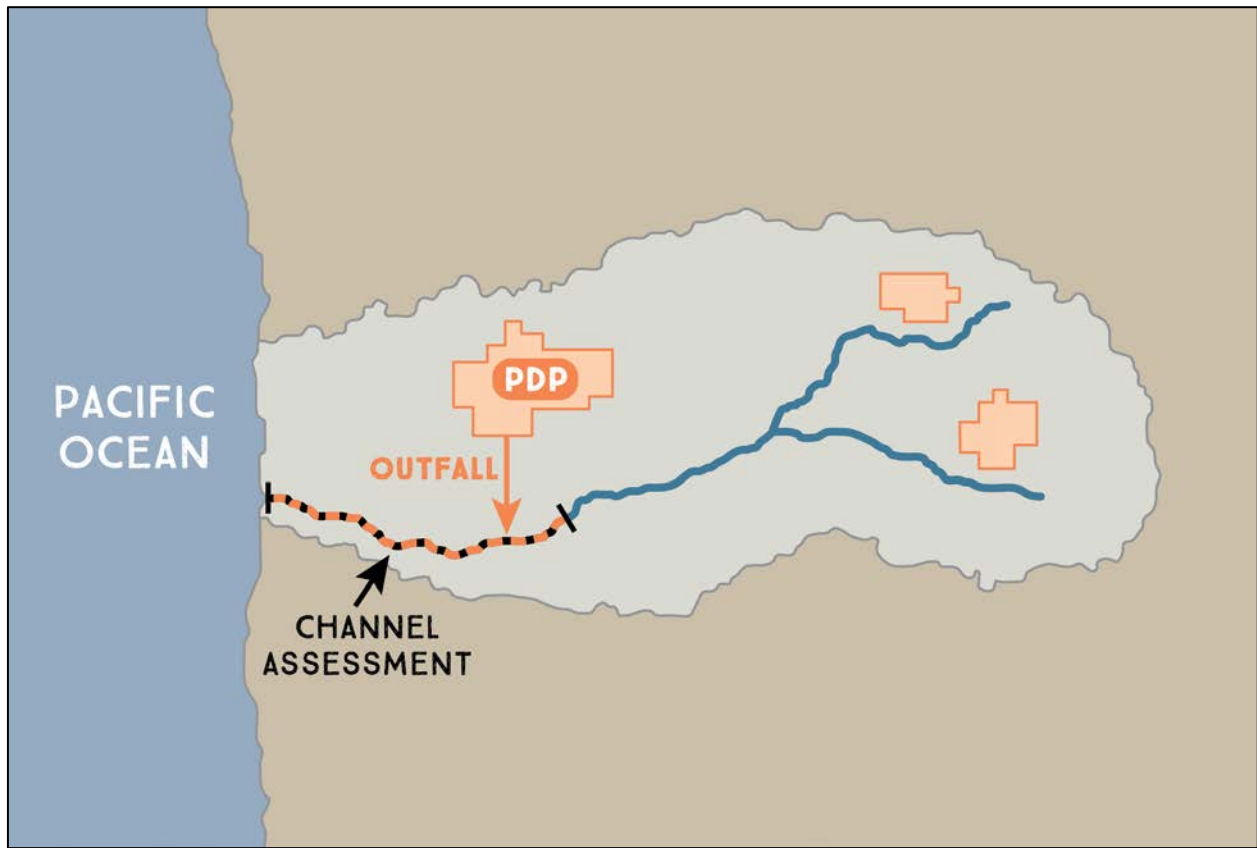 PACIFIC
OCEAN
PDP
OUTFALL
CHANNEL
ASSESSMENT